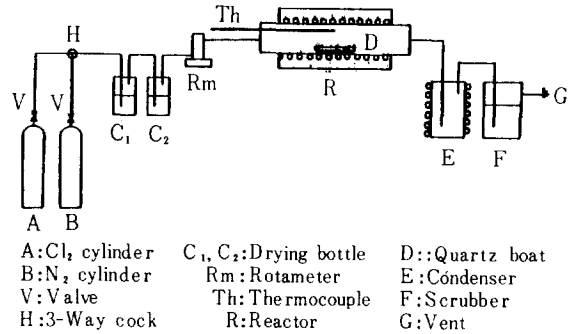 Th
H
D
Rm
R
V V
C₁ C₂
G
E F
A B
A:Cl₂ cylinder C₁, C₂:Drying bottle D::Quartz boat
B:N₂ cylinder Rm:Rotameter E:Cóndenser
V:Valve Th:Thermocouple F:Scrubber
H:3-Way cock R:Reactor G:Vent